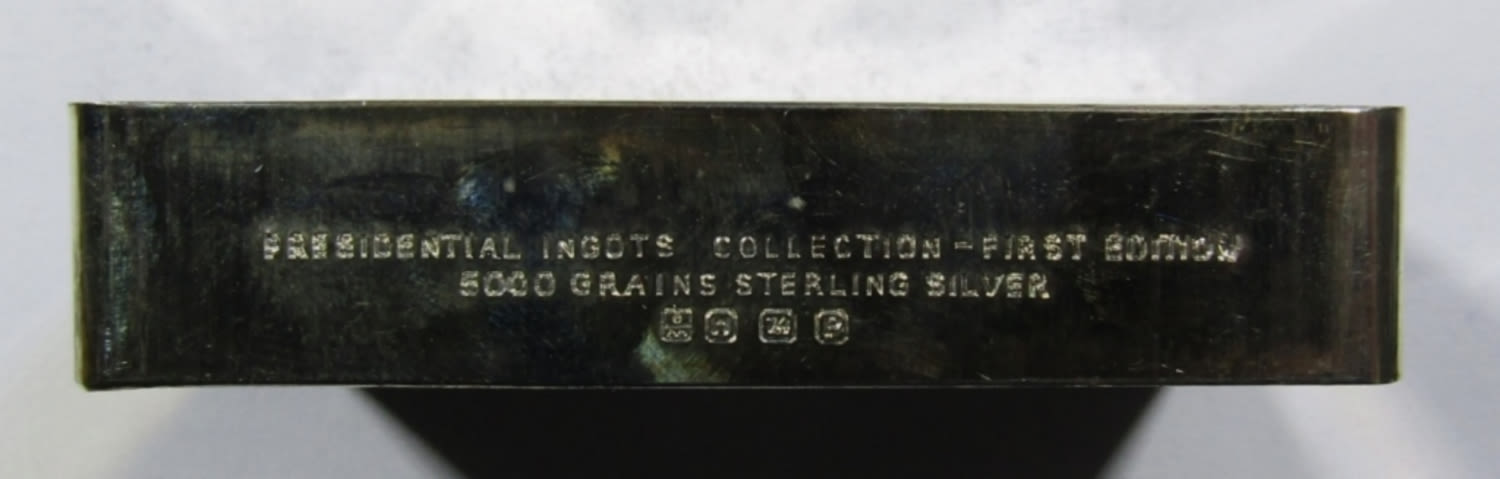 PRESIDENTIAL INGOTS COLLECTION - FIRST EDITION
5000 GRAINS STERLING SILVER